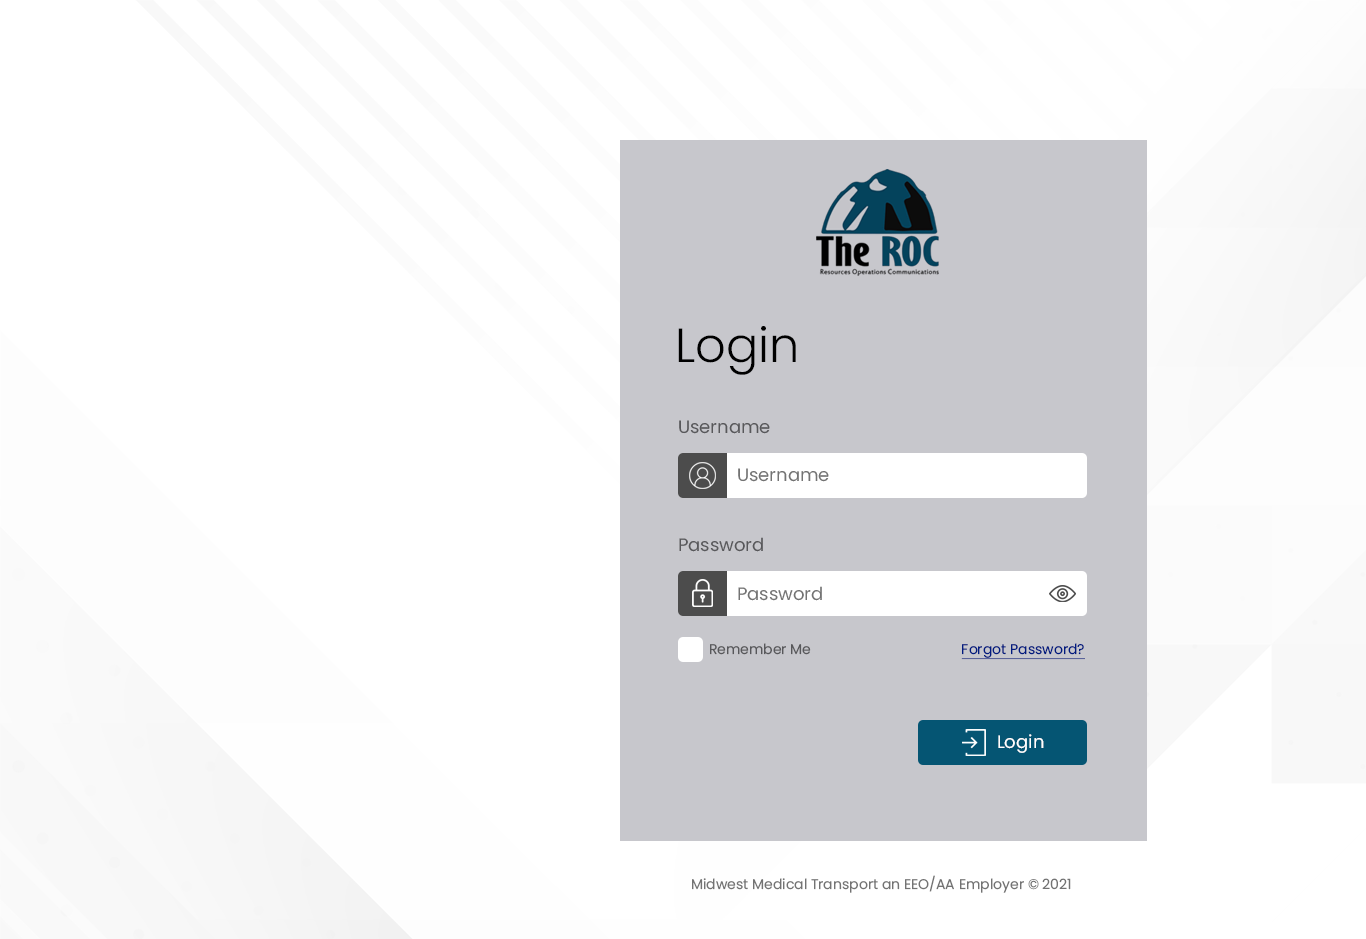 The ROC
Resources Operations Communications
Login
Username
Username
Password
Password
Remember Me
Forgot Password?
Login
Midwest Medical Transport an EEO/AA Employer © 2021